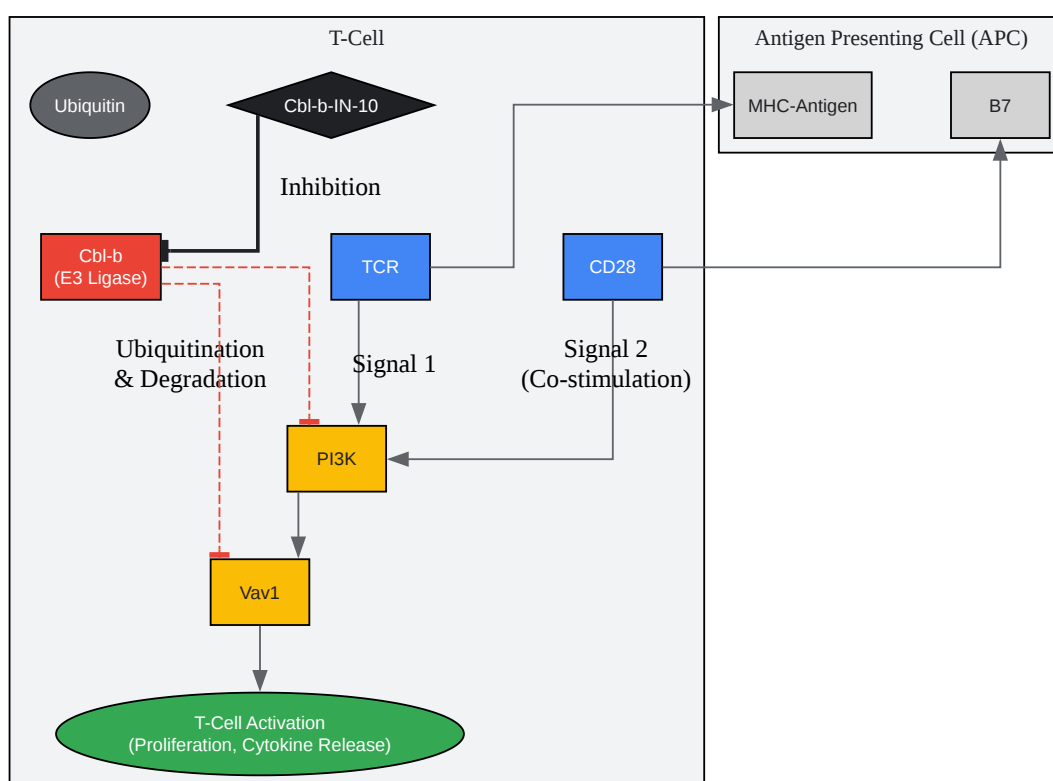 T-Cell
Antigen Presenting Cell (APC)
Ubiquitin
Cbl-b-IN-10
MHC-Antigen
B7
Inhibition
Cbl-b
(E3 Ligase)
TCR
CD28
Ubiquitination
& Degradation
Signal 1
Signal 2
(Co-stimulation)
PI3K
Vav1
T-Cell Activation
(Proliferation, Cytokine Release)